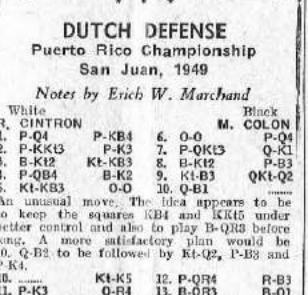 DUTCH DEFENSE
Puerto Rico Championship
San Juan, 1949
Notes by Erich W. Marchand
White Black
R. CINTRON M. COLON
1. P-Q4 P-KB4 6. O-O P-Q4
2. P-KKt3 P-K3 7. P-QKt3 Q-K1
3. B-Kt2 Kt-KB3 8. B-Kt2 P-B3
4. P-QB4 B-K2 9. Kt-B3 QKt-Q2
5. Kt-KB3 O-O 10. Q-B1
An unusual move. The idea appears to be
to keep the squares KB4 and KKt5 under
better control and also to play B-QR3 before
long. A more satisfactory plan would be
10. Q-B2 to be followed by Kt-Q2, P-B3 and
P-K4.
10. ........ Kt-K5 12. P-QR4 R-B3
11. P-K3 Q-R4 13. B-QR3 B-Q1